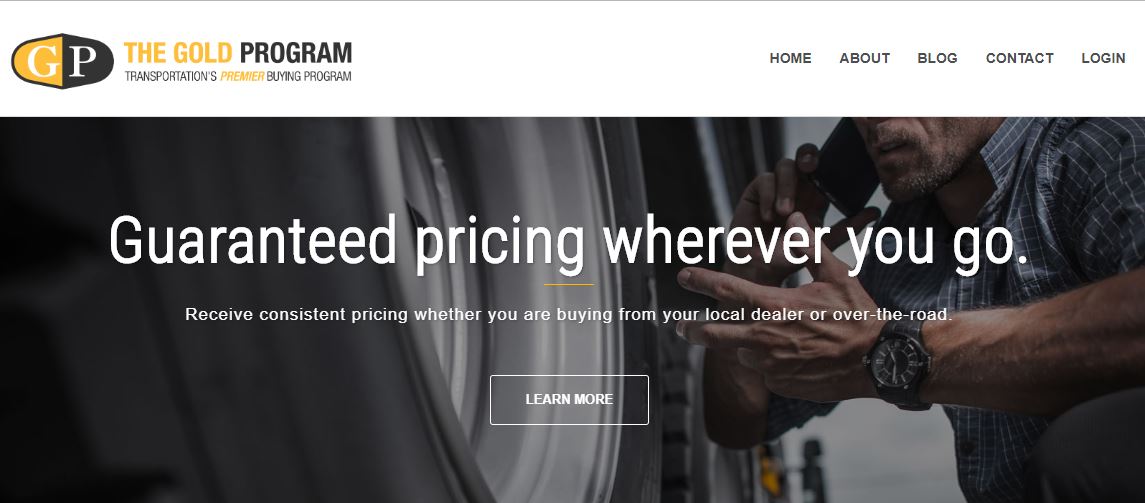 GP
THE GOLD PROGRAM
TRANSPORTATION'S PREMIER BUYING PROGRAM
HOME ABOUT BLOG CONTACT LOGIN
Guaranteed pricing wherever you go.
Receive consistent pricing whether you are buying from your local dealer or over-the-road.
LEARN MORE